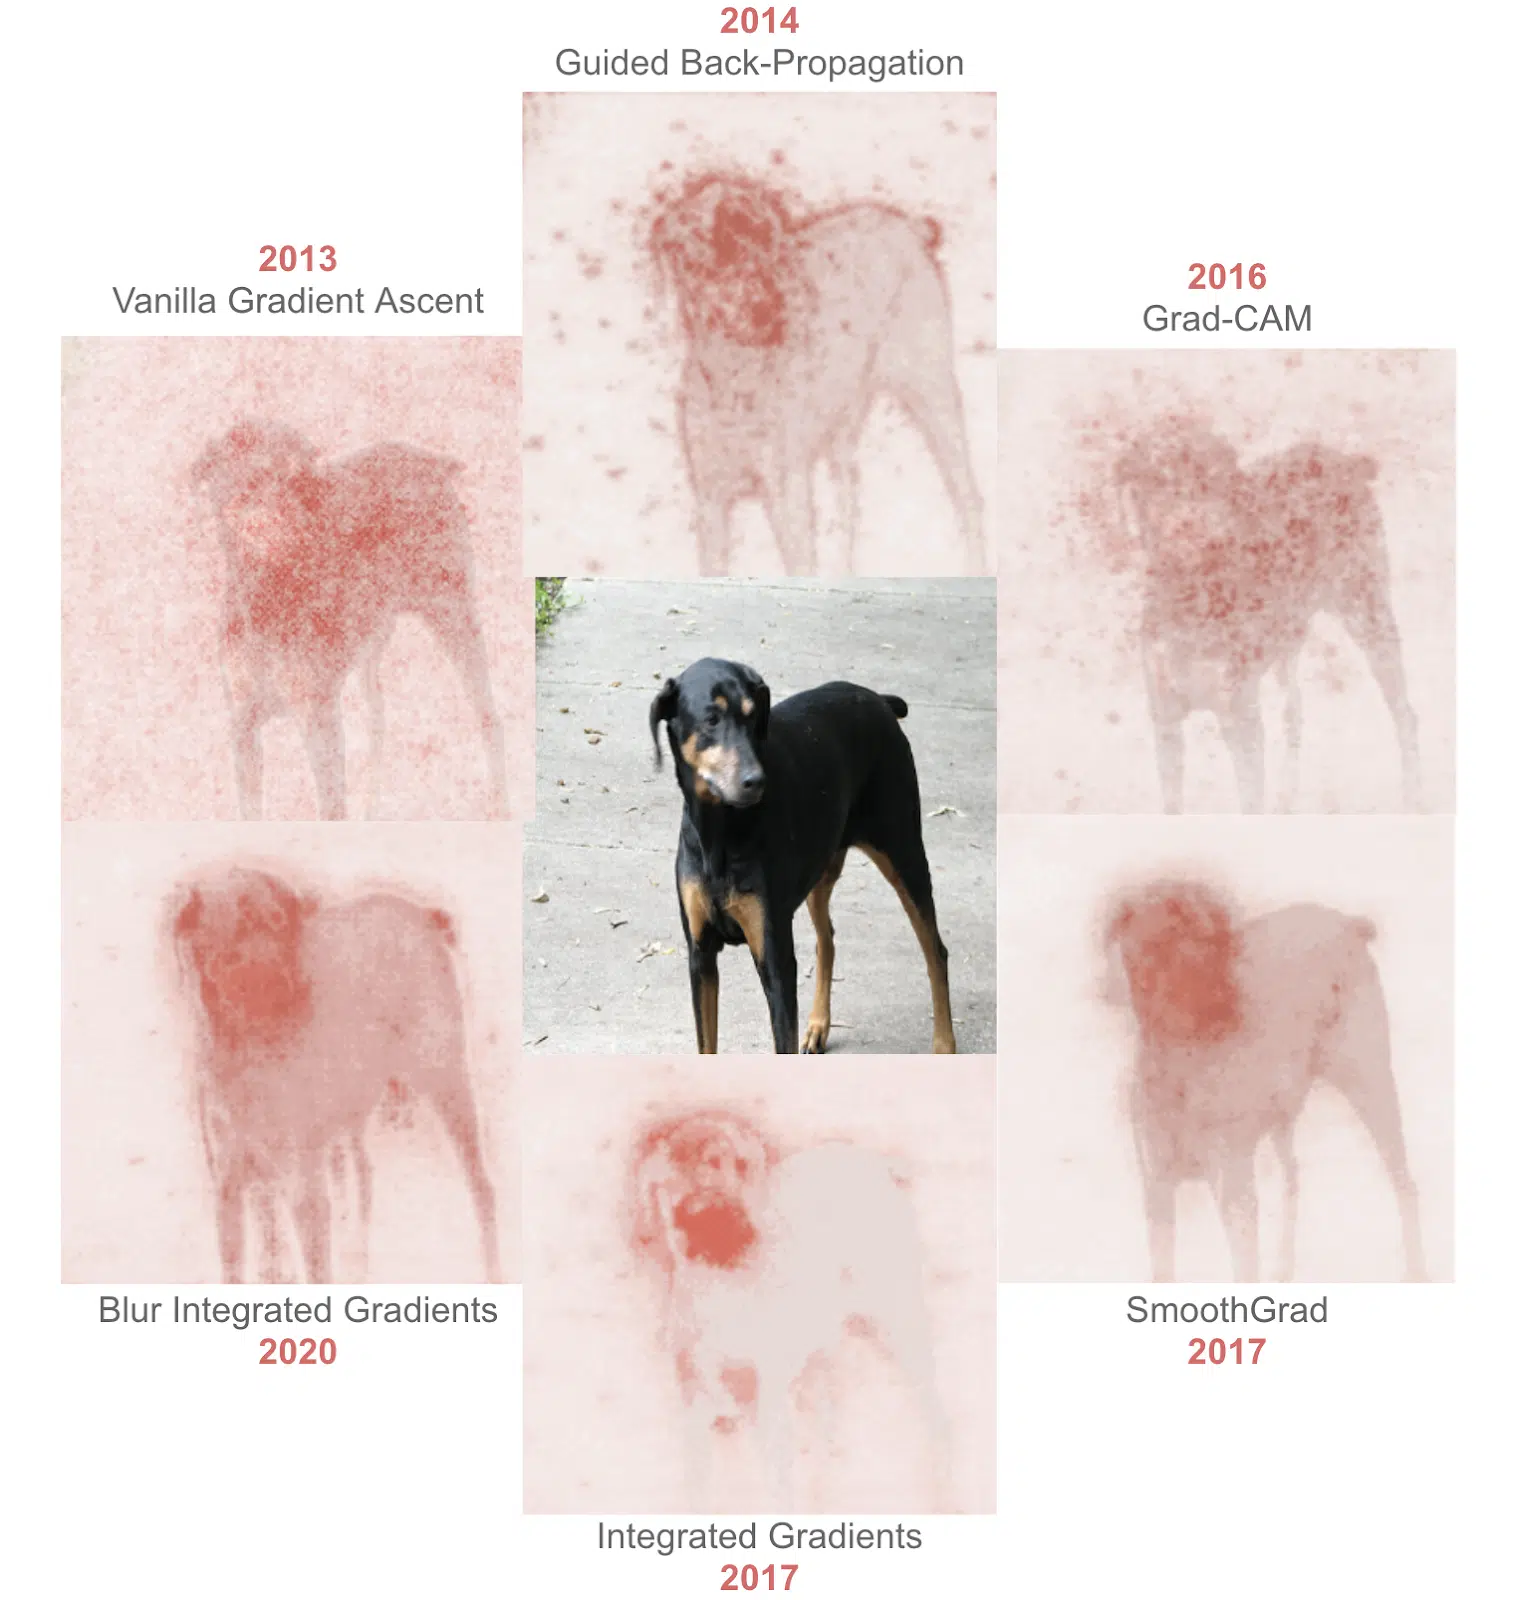 2014
Guided Back-Propagation
2013
Vanilla Gradient Ascent
2016
Grad-CAM
Blur Integrated Gradients
2020
SmoothGrad
2017
Integrated Gradients
2017